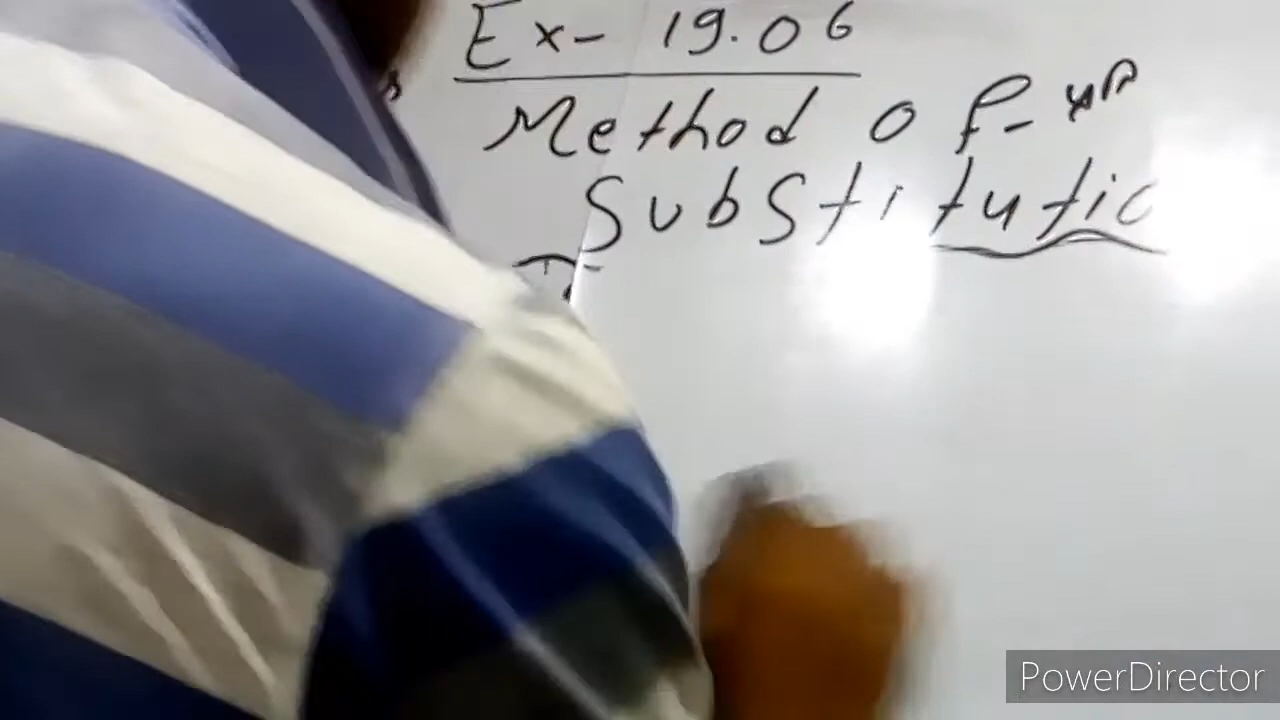 Ex- 19.06
Method of-
Substitutio
PowerDirector